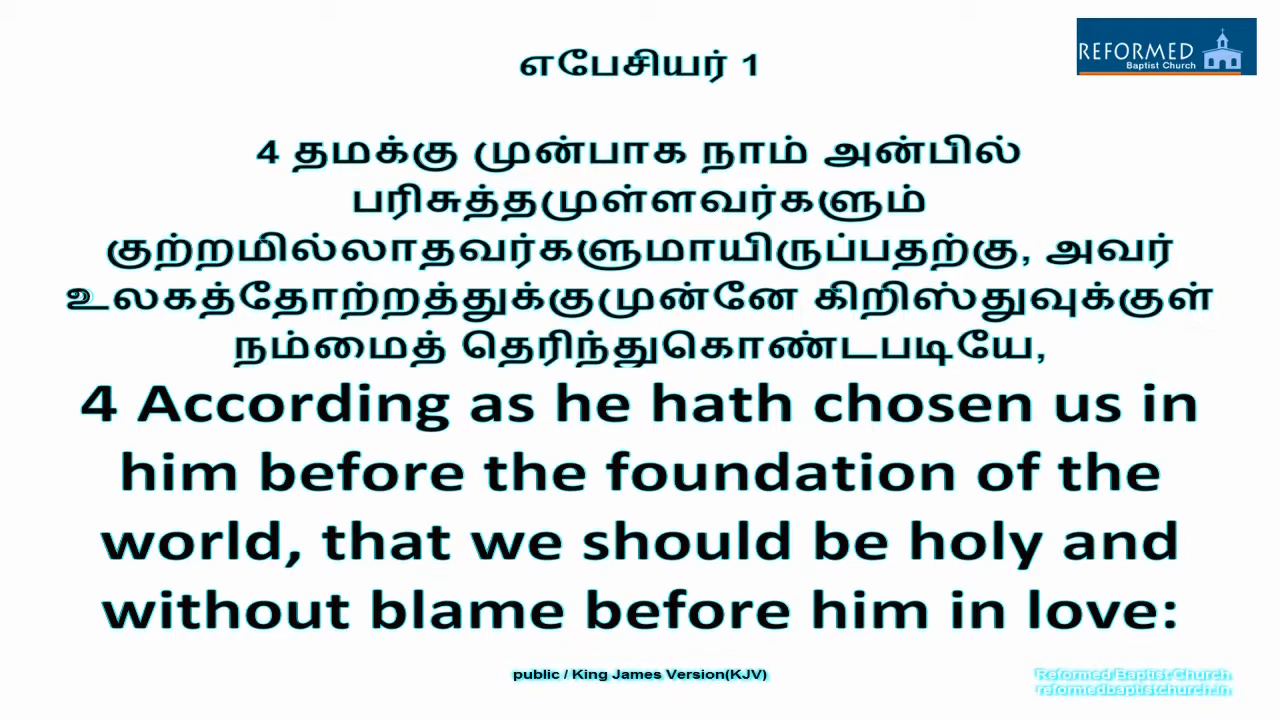 REFORMED
Baptist Church
எபேசியர் 1
4 தமக்கு முன்பாக நாம் அன்பில்
பரிசுத்தமுள்ளவர்களும்
குற்றமில்லாதவர்களுமாயிருப்பதற்கு, அவர்
உலகத்தோற்றத்துக்குமுன்னே கிறிஸ்துவுக்குள்
நம்மைத் தெரிந்துகொண்டபடியே,
4 According as he hath chosen us in
him before the foundation of the
world, that we should be holy and
without blame before him in love:
public / King James Version(KJV)
Reformed Baptist Church
reformedbaptistchurch.in